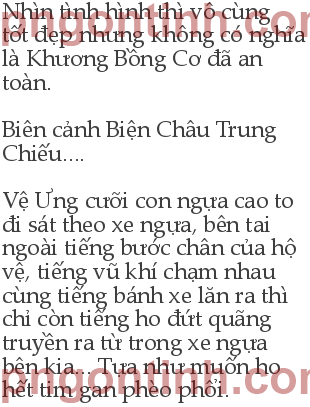 Nhìn tình hình thì vô cùng
tốt đẹp nhưng không có nghĩa
là Khương Bồng Cơ đã an
toàn.
Biên cảnh Biện Châu Trung
Chiếu....
Vệ Ưng cưỡi con ngựa cao to
đi sát theo xe ngựa, bên tai
ngoài tiếng bước chân của hộ
vệ, tiếng vũ khí chạm nhau
cùng tiếng bánh xe lăn ra thì
chỉ còn tiếng ho đứt quãng
truyền ra từ trong xe ngựa
bên kia... Tựa như muốn ho
hết tim gan phèo phổi.
pngontinh.com
pngontinh.com